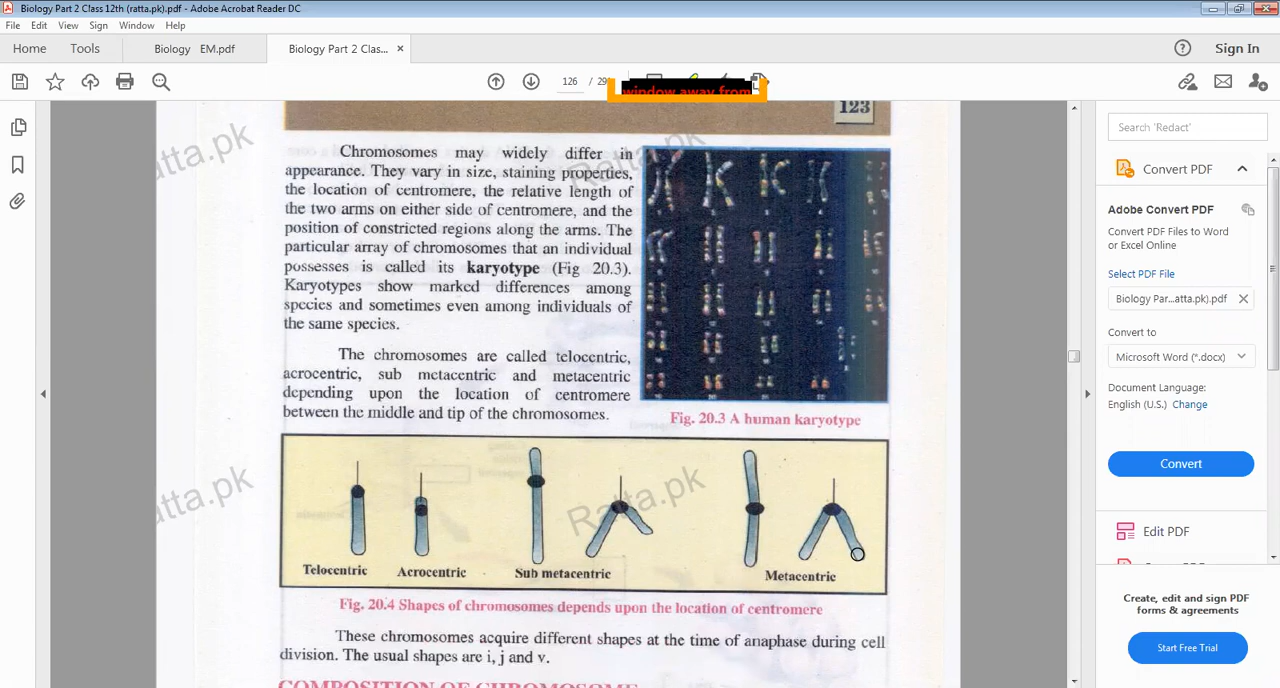 Biology Part 2 Class 12th (ratta.pk).pdf - Adobe Acrobat Reader DC
File Edit View Sign Window Help
Home Tools Biology EM.pdf Biology Part 2 Clas... × Sign In
126 / 29
window away from
123
Search 'Redact'
Convert PDF
Adobe Convert PDF
Convert PDF Files to Word
or Excel Online
Select PDF File
Biology Par...atta.pk).pdf
Convert to
Microsoft Word (*.docx)
Document Language:
English (U.S.) Change
Convert
Edit PDF
Create, edit and sign PDF
forms & agreements
Start Free Trial
Ratta.pk
Chromosomes may widely differ in
appearance. They vary in size, staining properties,
the location of centromere, the relative length of
the two arms on either side of centromere, and the
position of constricted regions along the arms. The
particular array of chromosomes that an individual
possesses is called its karyotype (Fig 20.3).
Karyotypes show marked differences among
species and sometimes even among individuals of
the same species.
The chromosomes are called telocentric,
acrocentric, sub metacentric and metacentric
depending upon the location of centromere
between the middle and tip of the chromosomes.
Fig. 20.3 A human karyotype
Ratta.pk
Ratta.pk
Telocentric Acrocentric Sub metacentric Metacentric
Fig. 20.4 Shapes of chromosomes depends upon the location of centromere
These chromosomes acquire different shapes at the time of anaphase during cell
division. The usual shapes are i, j and v.
COMPOSITION OF CHROMOSOME